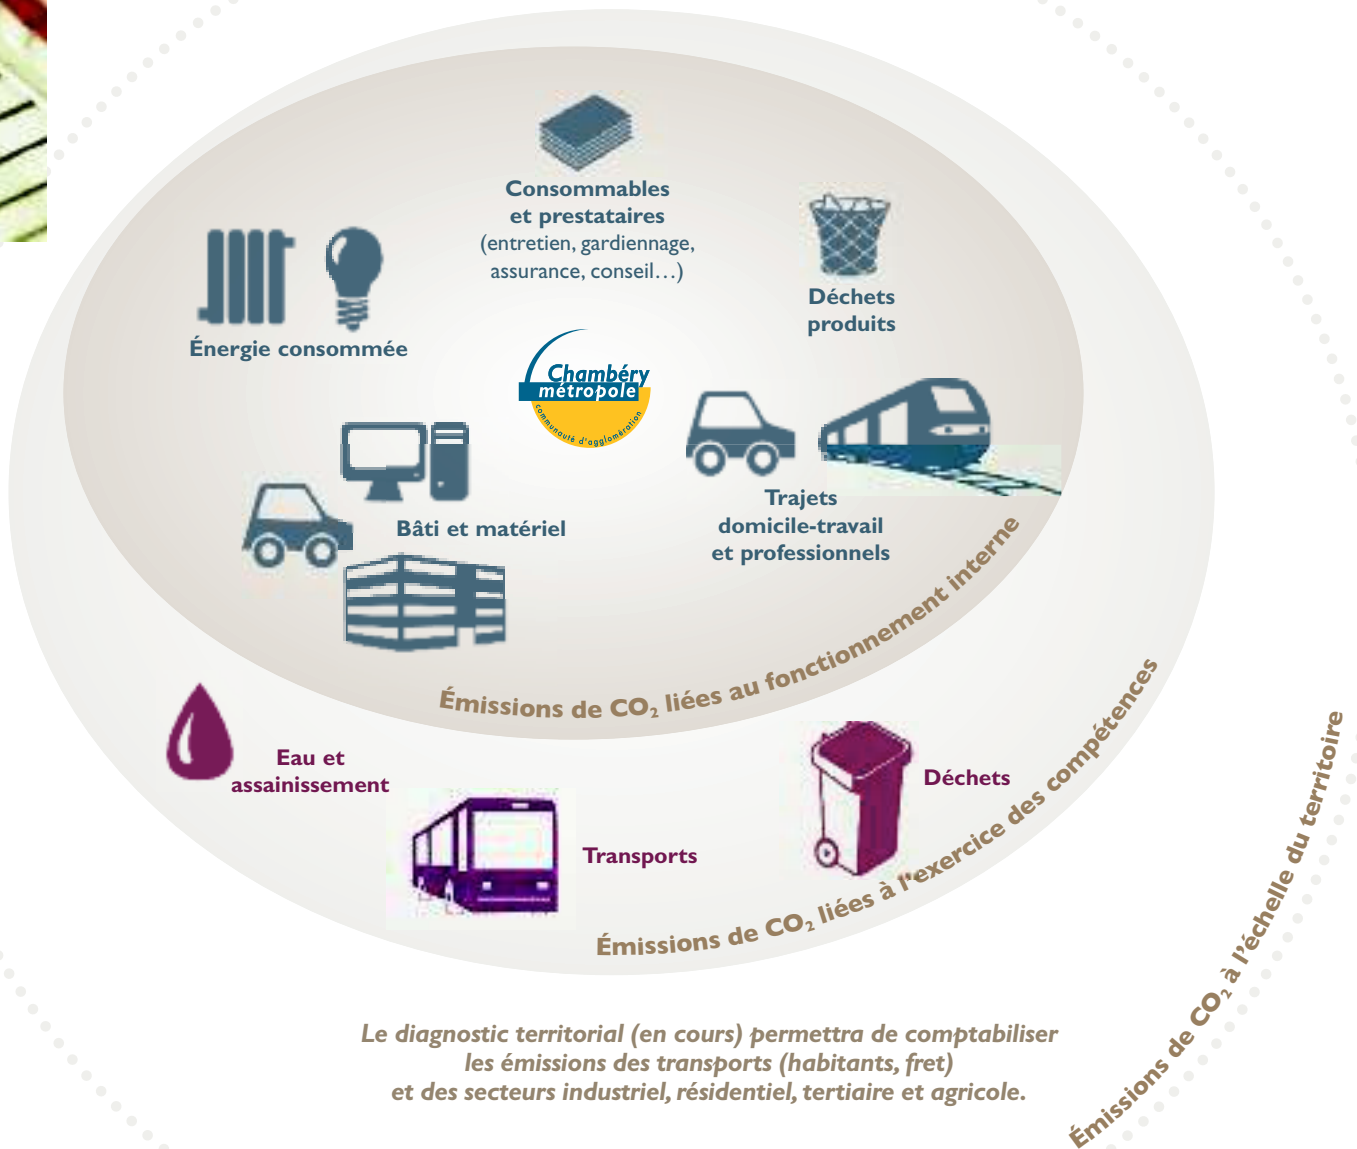 Consommables
et prestataires
(entretien, gardiennage,
assurance, conseil…)
Déchets
produits
Énergie consommée
Chambéry
métropole
communauté d'agglomération
Bâti et matériel
Trajets
domicile-travail
et professionnels
Émissions de CO₂ liées au fonctionnement interne
Eau et
assainissement
Transports
Déchets
Émissions de CO₂ liées à l'exercice des compétences
Émissions de CO₂ à l’échelle du territoire
Le diagnostic territorial (en cours) permettra de comptabiliser
les émissions des transports (habitants, fret)
et des secteurs industriel, résidentiel, tertiaire et agricole.